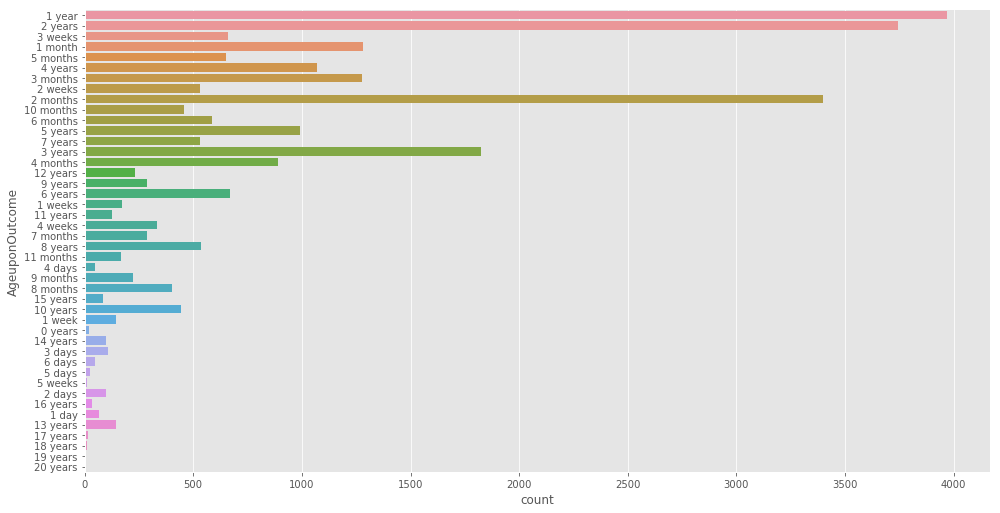 1 year
2 years
3 weeks
1 month
5 months
4 years
3 months
2 weeks
2 months
10 months
6 months
5 years
7 years
3 years
4 months
12 years
9 years
6 years
1 weeks
11 years
4 weeks
7 months
8 years
11 months
4 days
9 months
8 months
15 years
10 years
1 week
0 years
14 years
3 days
6 days
5 days
5 weeks
2 days
16 years
1 day
13 years
17 years
18 years
19 years
20 years
AgeuponOutcome
0 500 1000 1500 2000 2500 3000 3500 4000
count